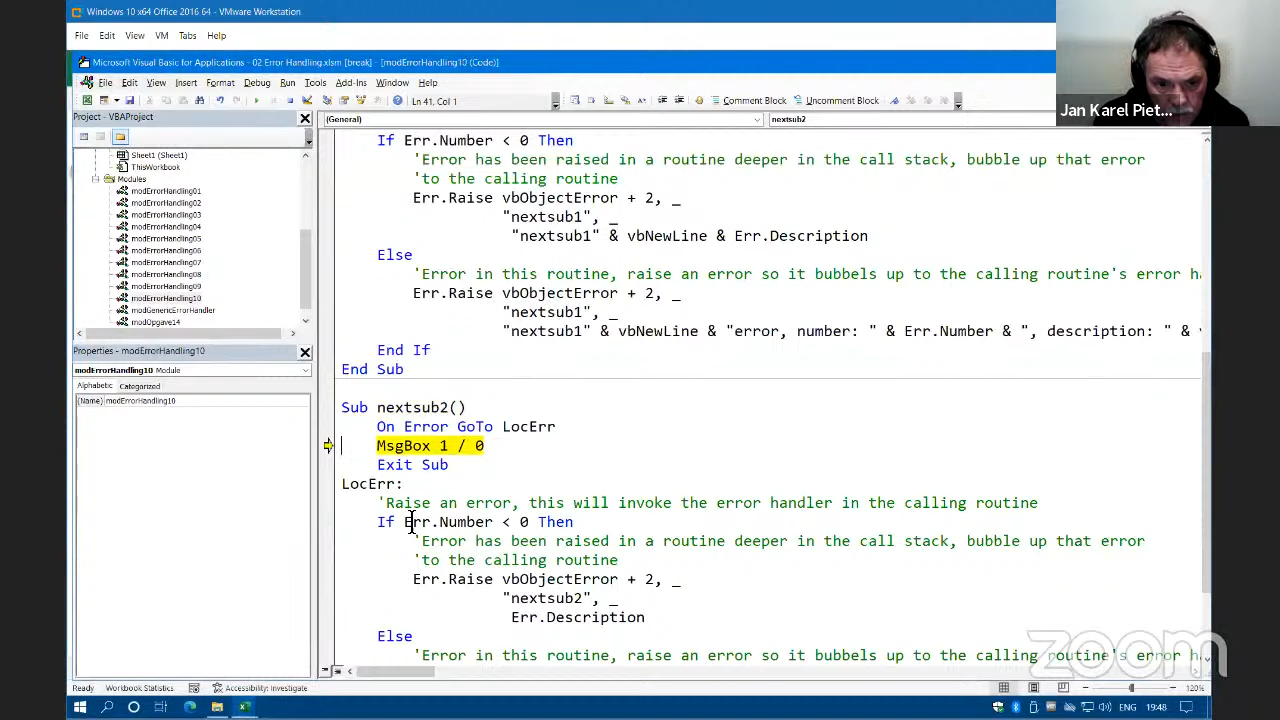 Windows 10 x64 Office 2016 64 - VMware Workstation
File Edit View VM Tabs Help
Microsoft Visual Basic for Applications - 02 Error Handling.xlsm [break] - [modErrorHandling10 (Code)]
File Edit View Insert Format Debug Run Tools Add-Ins Window Help
Ln 41, Col 1
Comment Block
Uncomment Block
Jan Karel Piet...
Project - VBAProject
(General)
nextsub2
Sheet1 (Sheet1)
ThisWorkbook
Modules
modErrorHandling01
modErrorHandling02
modErrorHandling03
modErrorHandling04
modErrorHandling05
modErrorHandling06
modErrorHandling07
modErrorHandling08
modErrorHandling09
modErrorHandling10
modGenericErrorHandler
modOpgave14
Properties - modErrorHandling10
modErrorHandling10 Module
Alphabetic Categorized
(Name) modErrorHandling10
If Err.Number < 0 Then
'Error has been raised in a routine deeper in the call stack, bubble up that error
'to the calling routine
Err.Raise vbObjectError + 2, _
"nextsub1", _
"nextsub1" & vbNewLine & Err.Description
Else
'Error in this routine, raise an error so it bubbels up to the calling routine's error h
Err.Raise vbObjectError + 2, _
"nextsub1", _
"nextsub1" & vbNewLine & "error, number: " & Err.Number & ", description: " &
End If
End Sub
Sub nextsub2()
On Error GoTo LocErr
MsgBox 1 / 0
Exit Sub
LocErr:
'Raise an error, this will invoke the error handler in the calling routine
If Err.Number < 0 Then
'Error has been raised in a routine deeper in the call stack, bubble up that error
'to the calling routine
Err.Raise vbObjectError + 2, _
"nextsub2", _
Err.Description
Else
'Error in this routine, raise an error so it bubbels up to the calling routine's error h
zoom
Ready Workbook Statistics Accessibility: Investigate
120%
ENG 19:48